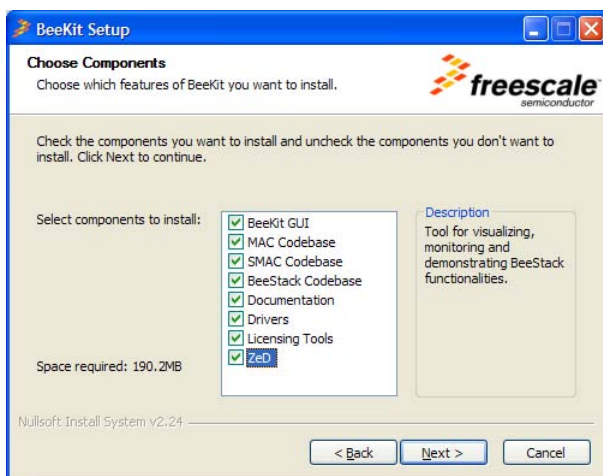 BeeKit Setup
Choose Components
Choose which features of BeeKit you want to install.
freescale
semiconductor
Check the components you want to install and uncheck the components you don't want to
install. Click Next to continue.
Select components to install:
BeeKit GUI
MAC Codebase
SMAC Codebase
BeeStack Codebase
Documentation
Drivers
Licensing Tools
ZeD
Description
Tool for visualizing,
monitoring and
demonstrating BeeStack
functionalities.
Space required: 190.2MB
Nullsoft Install System v2.24
< Back
Next >
Cancel